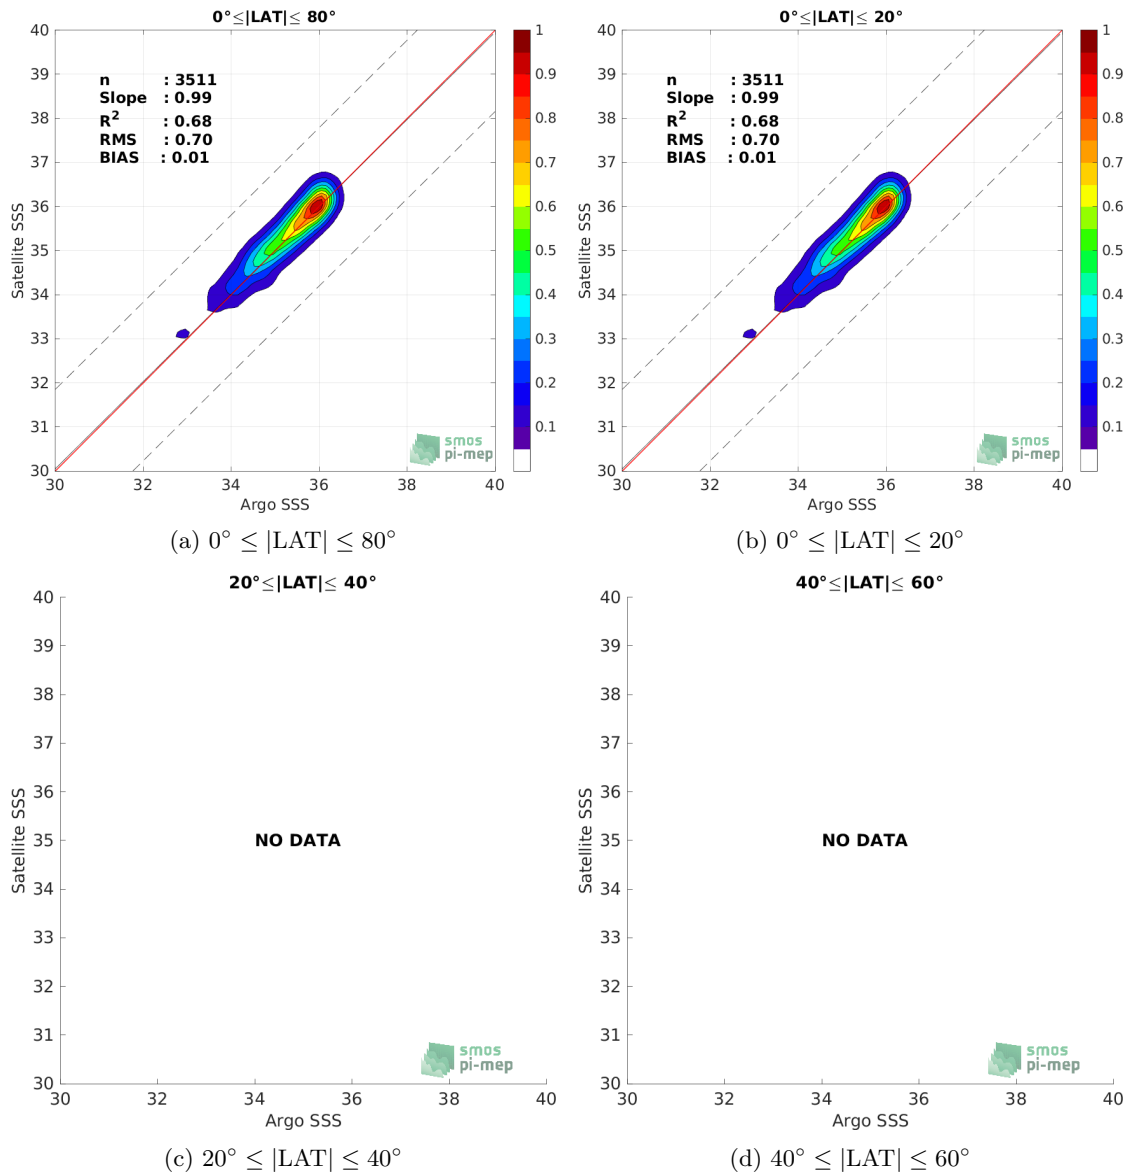 0°≤|LAT|≤ 80°
40
39
38
37
36
35
34
33
32
31
30
Satellite SSS
n : 3511
Slope : 0.99
R² : 0.68
RMS : 0.70
BIAS : 0.01
smos
pi-mep
30 32 34 36 38 40
Argo SSS
1
0.9
0.8
0.7
0.6
0.5
0.4
0.3
0.2
0.1
(a) 0° ≤ |LAT| ≤ 80°
0°≤|LAT|≤ 20°
40
39
38
37
36
35
34
33
32
31
30
Satellite SSS
n : 3511
Slope : 0.99
R² : 0.68
RMS : 0.70
BIAS : 0.01
smos
pi-mep
30 32 34 36 38 40
Argo SSS
1
0.9
0.8
0.7
0.6
0.5
0.4
0.3
0.2
0.1
(b) 0° ≤ |LAT| ≤ 20°
20°≤|LAT|≤ 40°
40
39
38
37
36
35
34
33
32
31
30
Satellite SSS
NO DATA
smos
pi-mep
30 32 34 36 38 40
Argo SSS
(c) 20° ≤ |LAT| ≤ 40°
40°≤|LAT|≤ 60°
40
39
38
37
36
35
34
33
32
31
30
Satellite SSS
NO DATA
smos
pi-mep
30 32 34 36 38 40
Argo SSS
(d) 40° ≤ |LAT| ≤ 60°